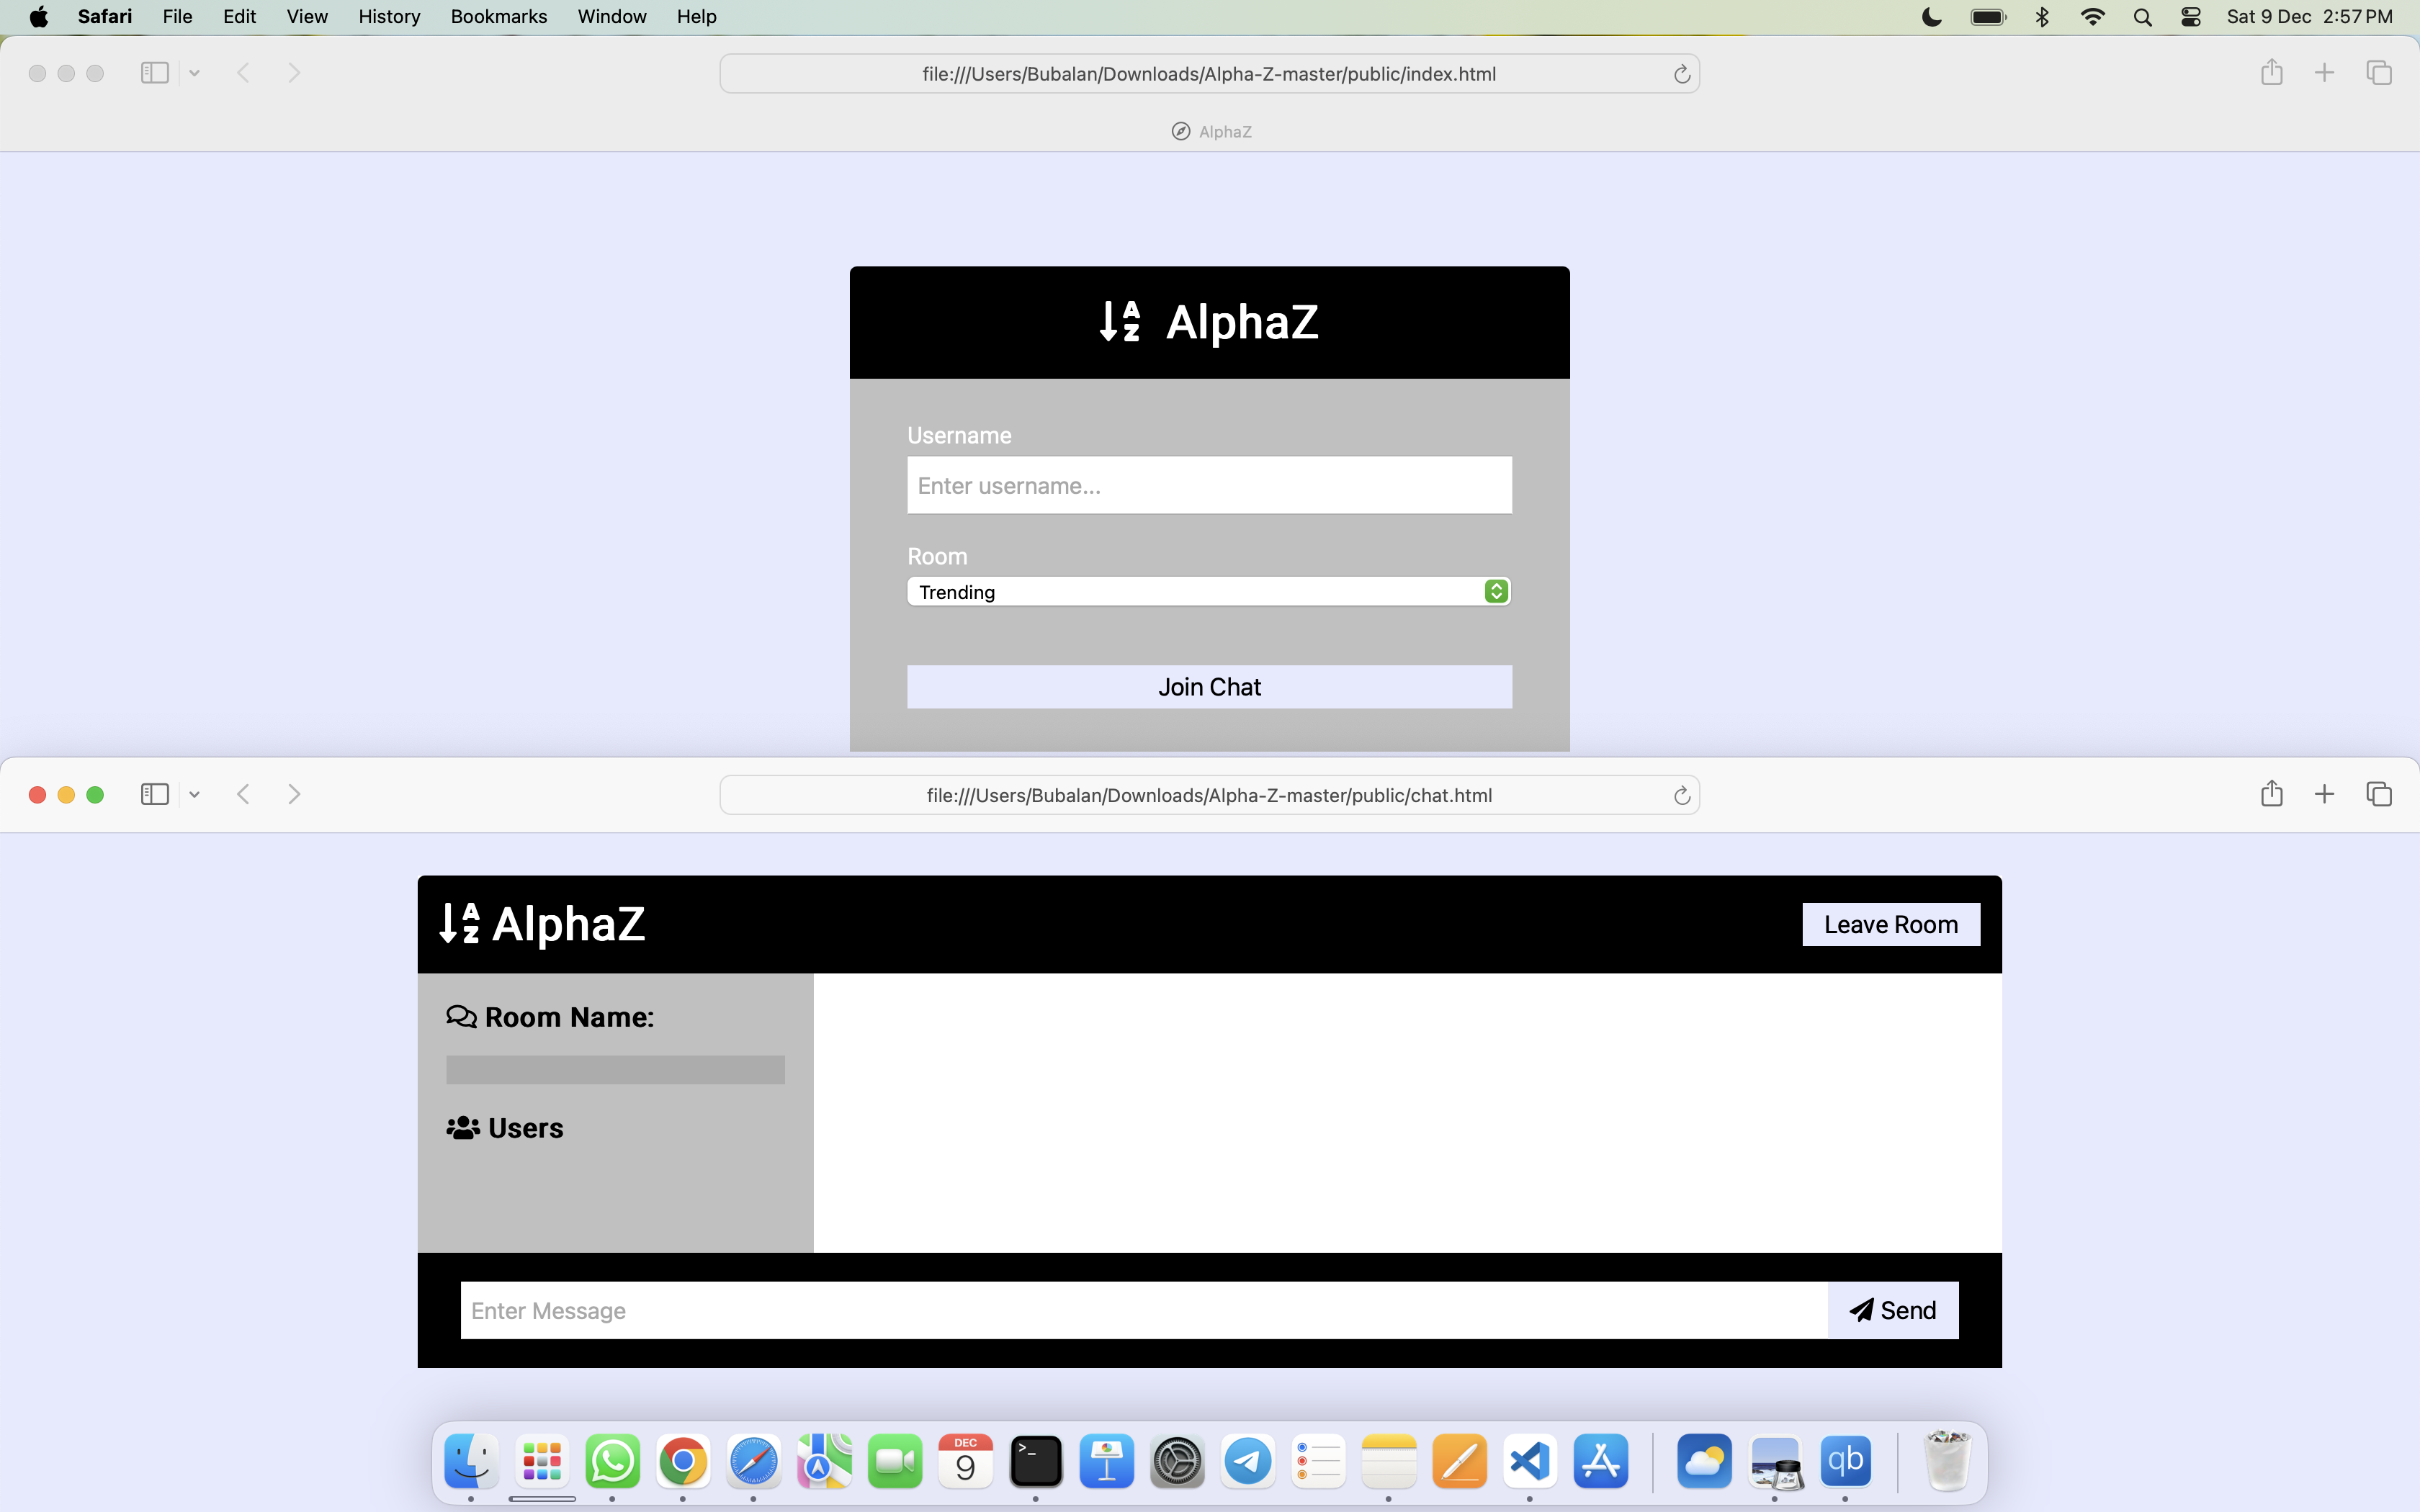 Safari File Edit View History Bookmarks Window Help Sat 9 Dec 2:57 PM
file:///Users/Bubalan/Downloads/Alpha-Z-master/public/index.html
AlphaZ
A Z AlphaZ
Username
Enter username...
Room
Trending
Join Chat
file:///Users/Bubalan/Downloads/Alpha-Z-master/public/chat.html
A Z AlphaZ
Leave Room
Room Name:
Users
Enter Message
Send
DEC
9
>_
qb